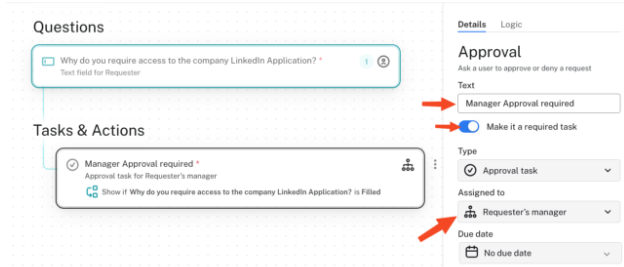 Questions
Why do you require access to the company LinkedIn Application? *
1
Text field for Requester
Tasks & Actions
Manager Approval required *
Approval task for Requester's manager
Show if Why do you require access to the company LinkedIn Application? is Filled
Details Logic
Approval
Ask a user to approve or deny a request
Text
Manager Approval required
Make it a required task
Type
Approval task
Assigned to
Requester's manager
Due date
No due date